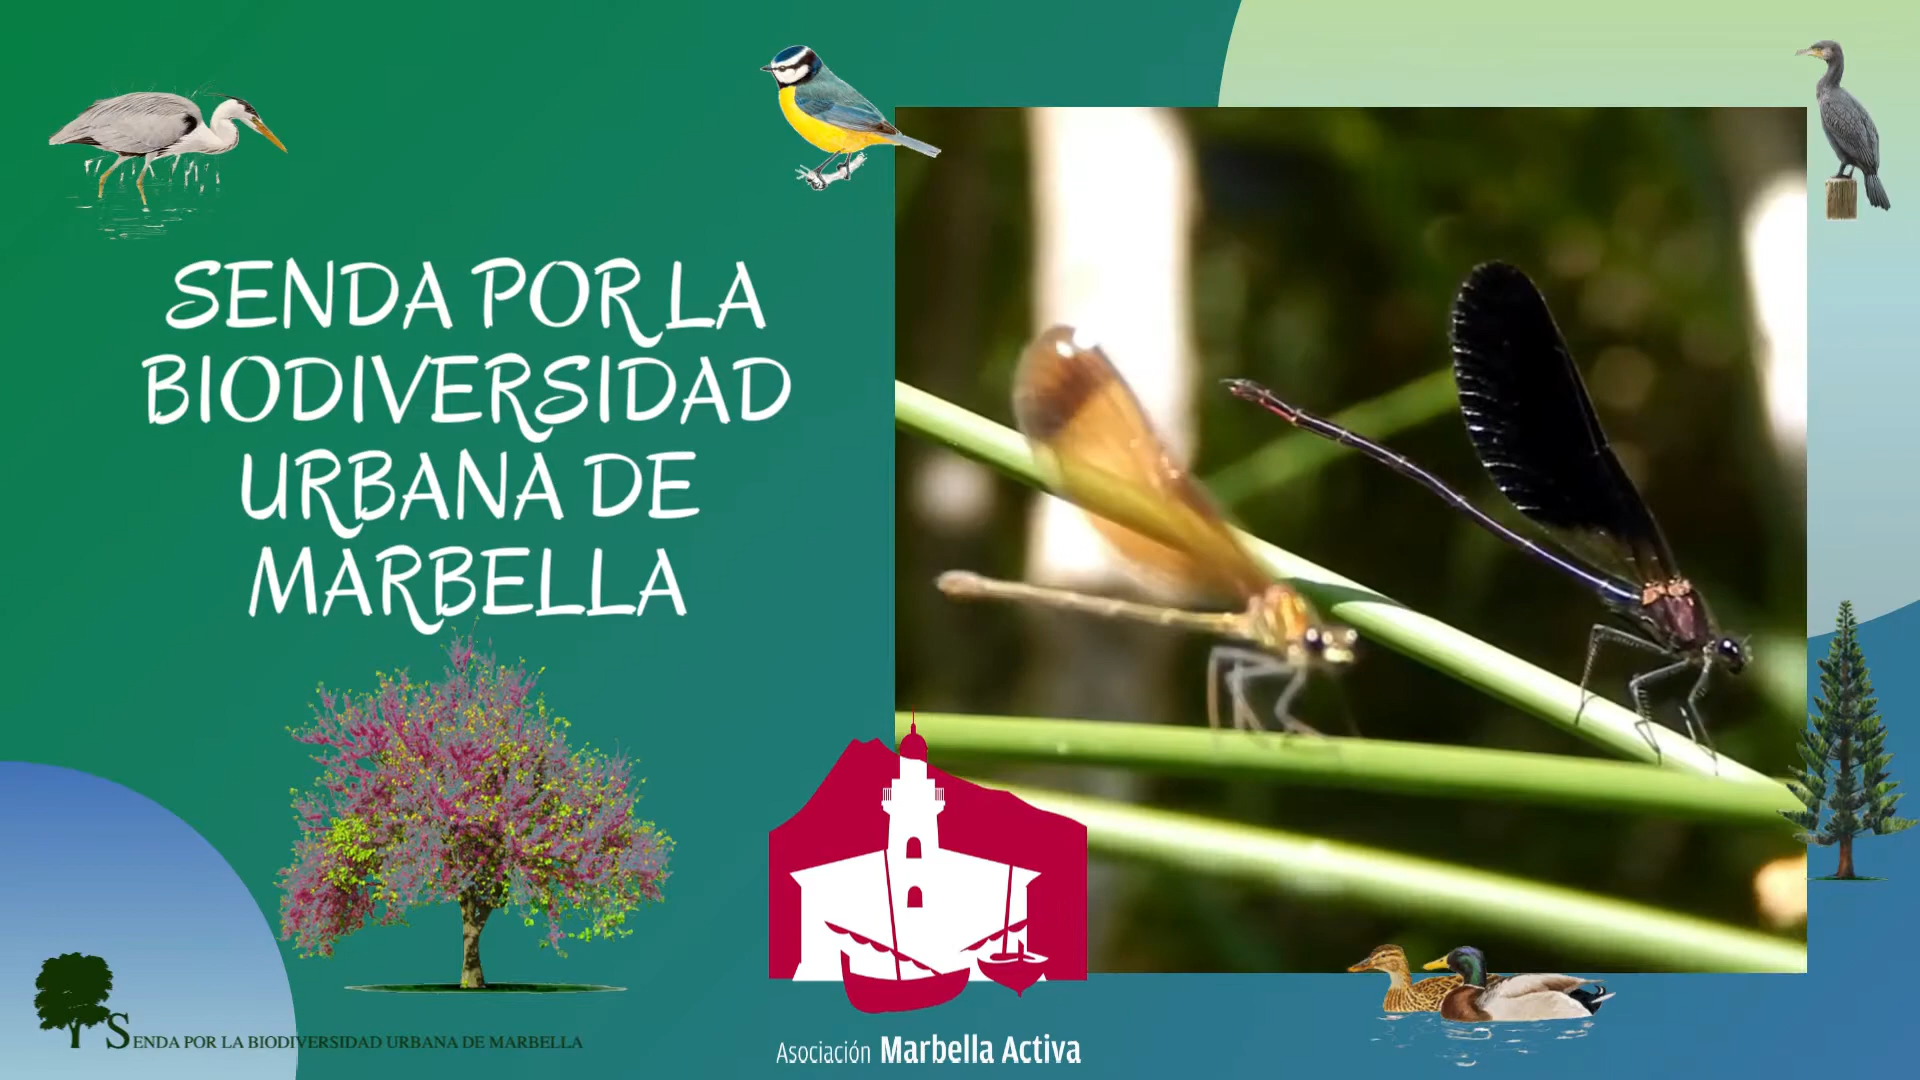 SENDA POR LA
BIODIVERSIDAD
URBANA DE
MARBELLA
SENDA POR LA BIODIVERSIDAD URBANA DE MARBELLA
Asociación Marbella Activa